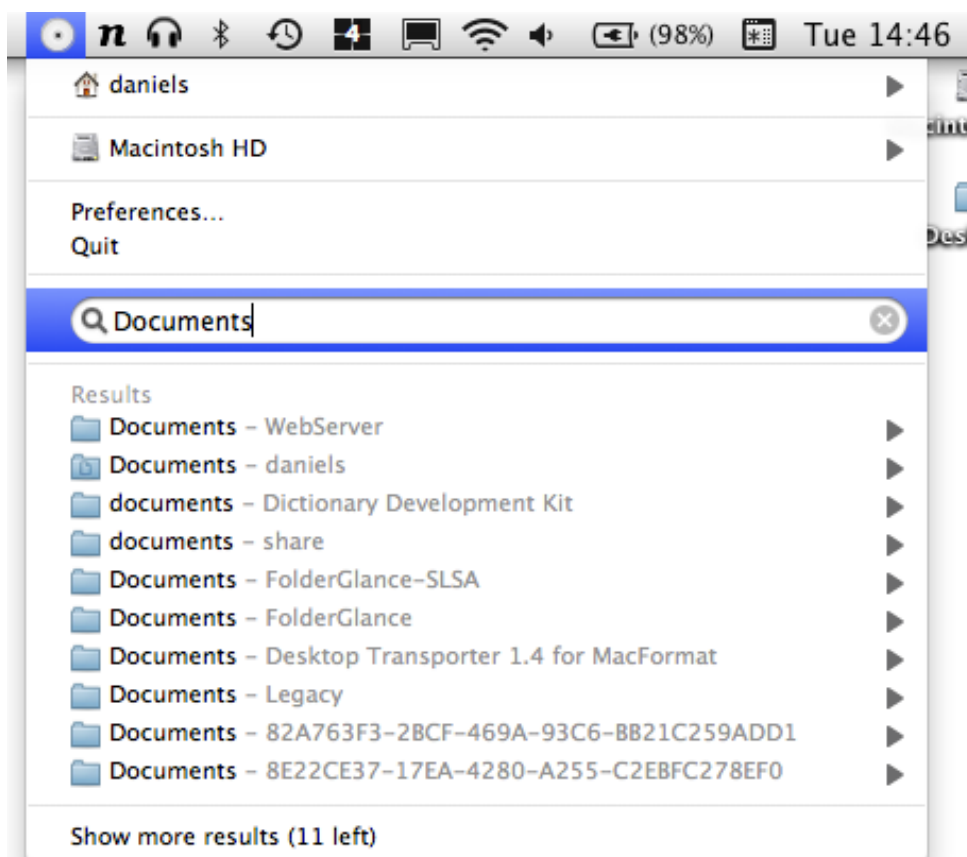 n 4 (98%) Tue 14:46
daniels
Macintosh HD
Preferences...
Quit
Documents
Results
Documents – WebServer
Documents – daniels
documents – Dictionary Development Kit
documents – share
Documents – FolderGlance-SLSA
Documents – FolderGlance
Documents – Desktop Transporter 1.4 for MacFormat
Documents – Legacy
Documents – 82A763F3-2BCF-469A-93C6-BB21C259ADD1
Documents – 8E22CE37-17EA-4280-A255-C2EBFC278EF0
Show more results (11 left)